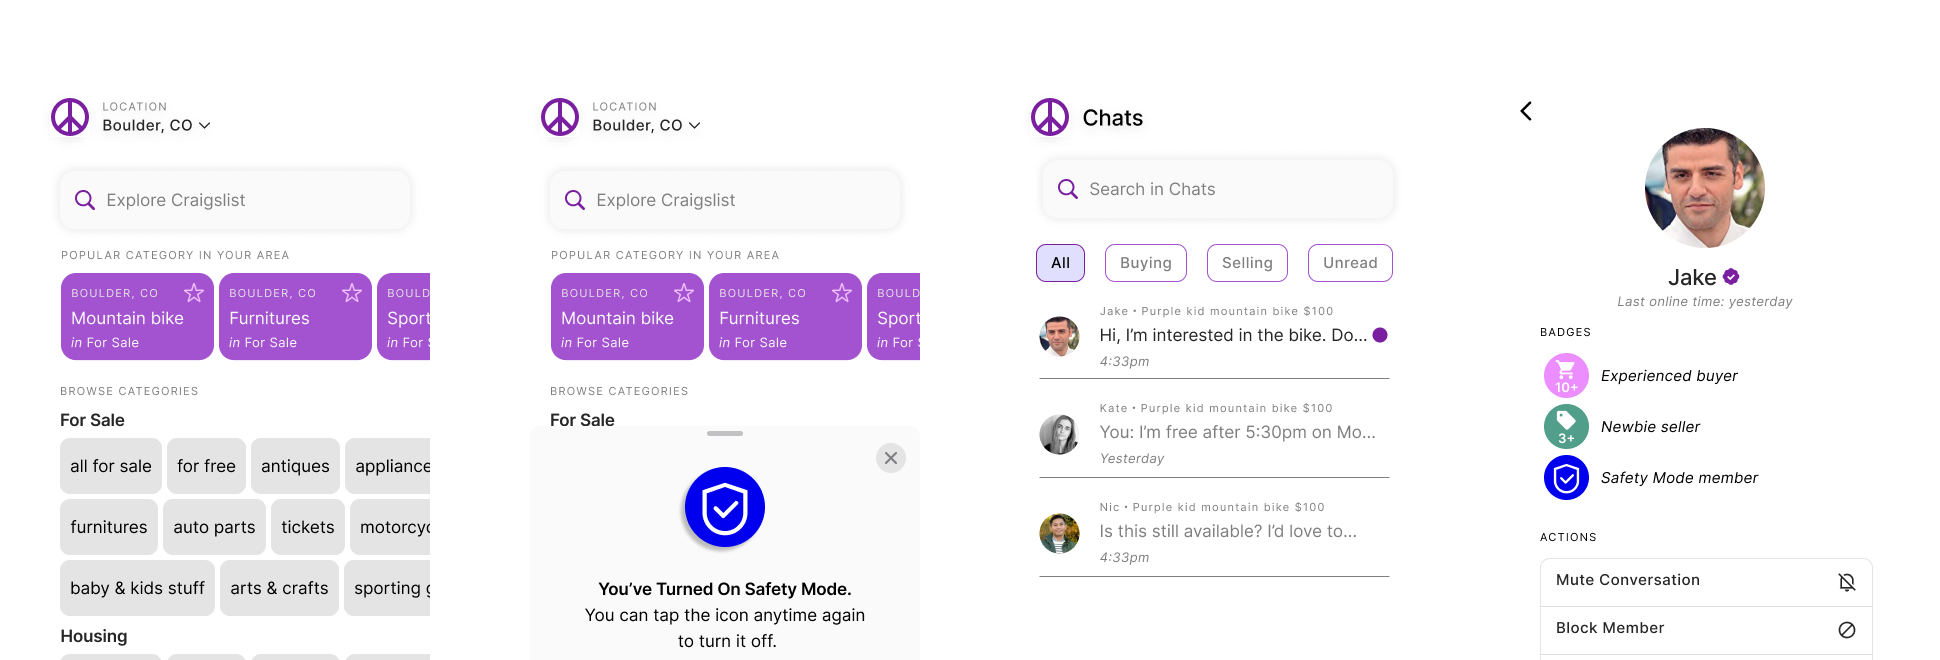 LOCATION
Boulder, CO
Explore Craigslist
POPULAR CATEGORY IN YOUR AREA
BOULDER, CO
Mountain bike
in For Sale
BOULDER, CO
Furnitures
in For Sale
BOULD
Sport
in For S
BROWSE CATEGORIES
For Sale
all for sale
for free
antiques
appliance
furnitures
auto parts
tickets
motorcyc
baby & kids stuff
arts & crafts
sporting g
Housing
LOCATION
Boulder, CO
Explore Craigslist
POPULAR CATEGORY IN YOUR AREA
BOULDER, CO
Mountain bike
in For Sale
BOULDER, CO
Furnitures
in For Sale
BOULD
Sport
in For S
BROWSE CATEGORIES
For Sale
You've Turned On Safety Mode.
You can tap the icon anytime again
to turn it off.
Chats
Search in Chats
All
Buying
Selling
Unread
Jake • Purple kid mountain bike $100
Hi, I'm interested in the bike. Do...
4:33pm
Kate • Purple kid mountain bike $100
You: I'm free after 5:30pm on Mo...
Yesterday
Nic • Purple kid mountain bike $100
Is this still available? I'd love to...
4:33pm
Jake
Last online time: yesterday
BADGES
10+
Experienced buyer
3+
Newbie seller
Safety Mode member
ACTIONS
Mute Conversation
Block Member